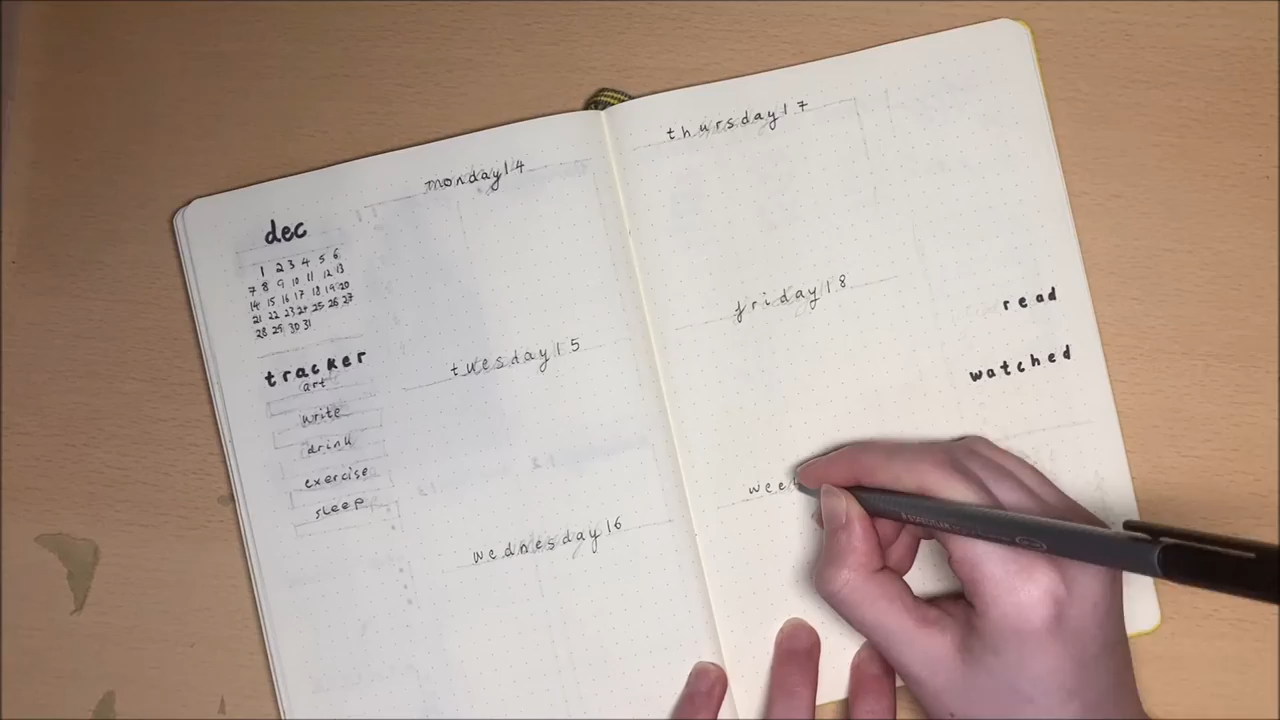 dec
1 2 3 4 5 6
7 8 9 10 11 12 13
14 15 16 17 18 19 20
21 22 23 24 25 26 27
28 29 30 31
tracker
art
write
drink
exercise
sleep
monday 14
tuesday 15
wednesday 16
thursday 17
friday 18
week
read
watched
STAEDTLER